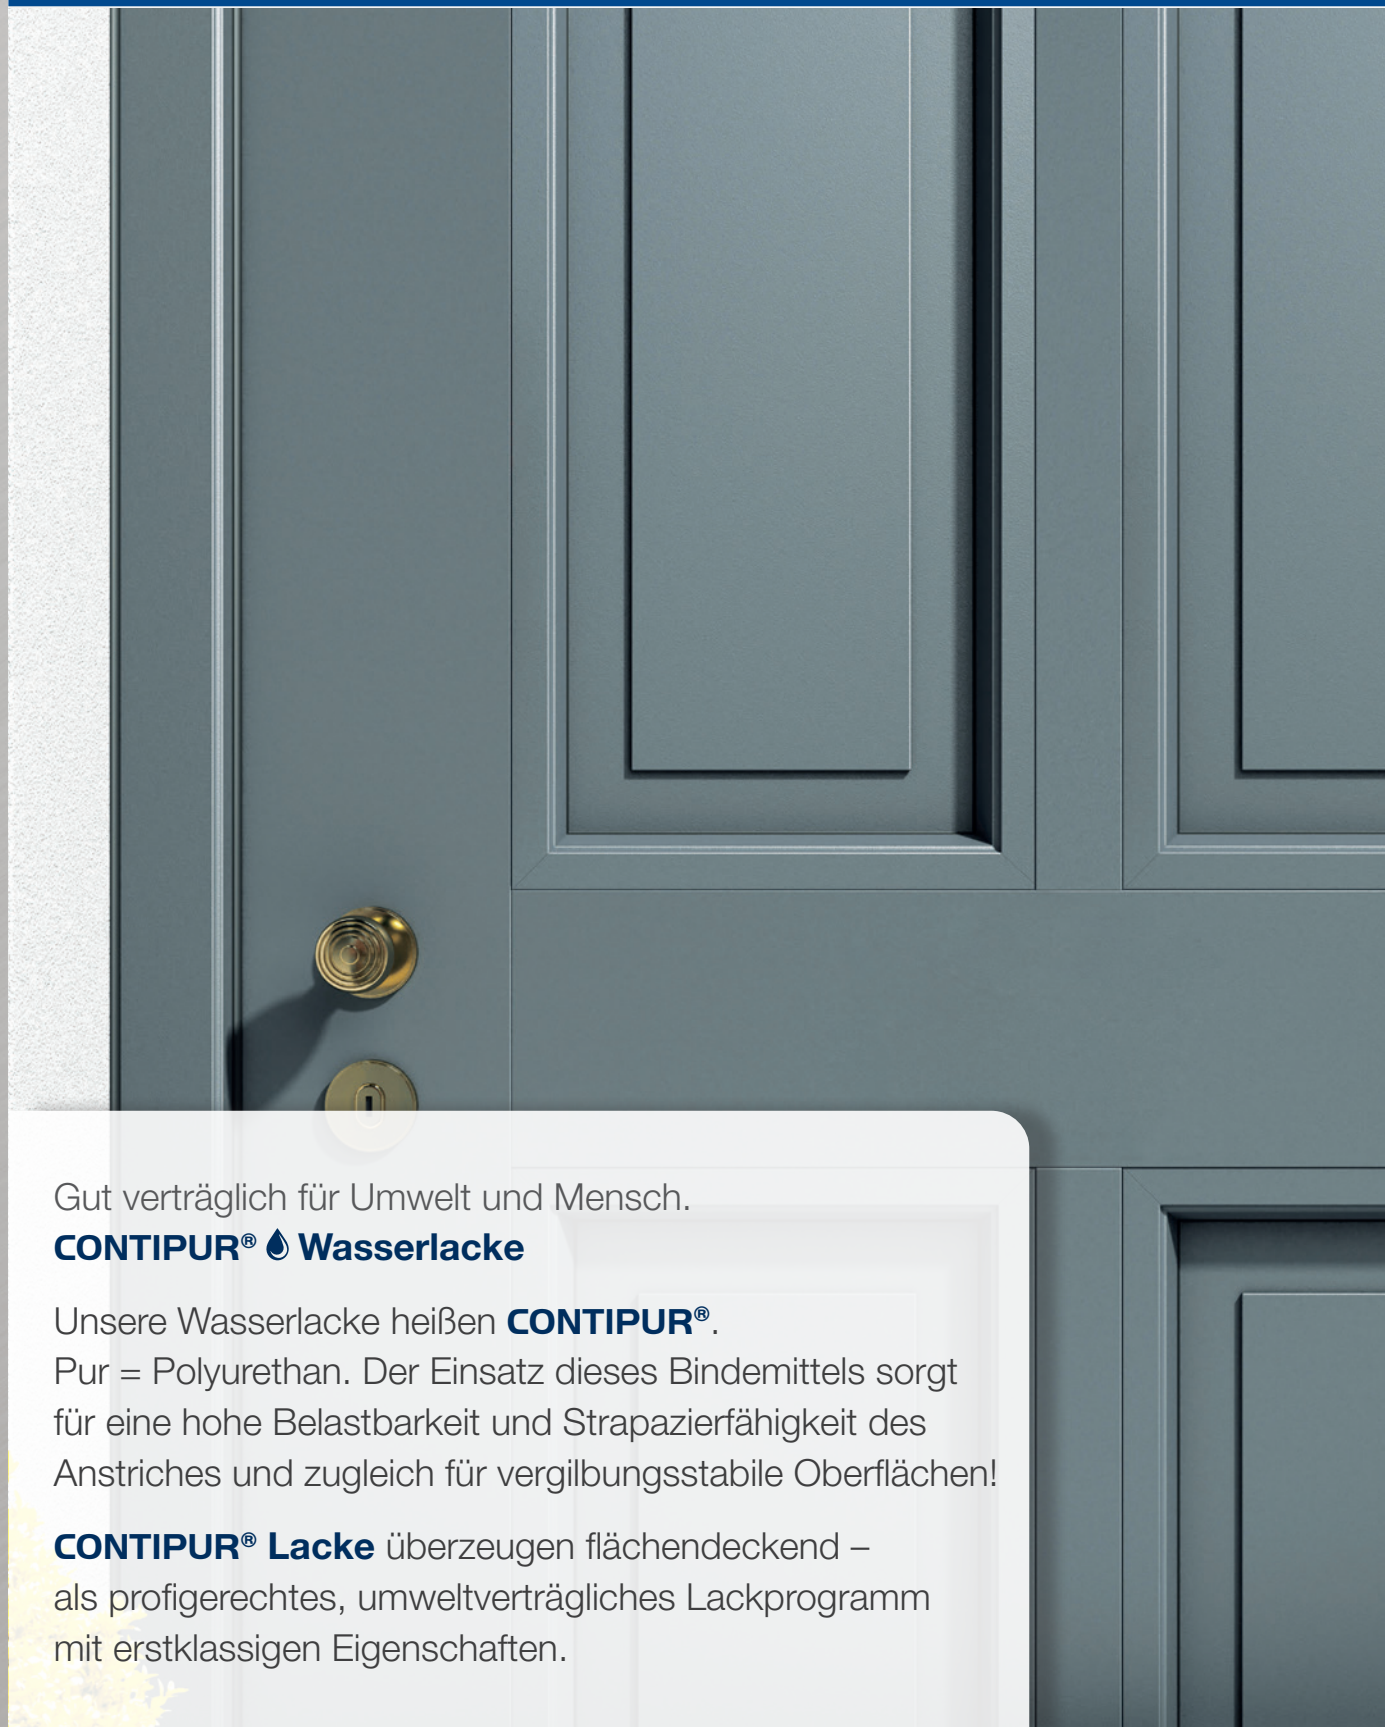 Gut verträglich für Umwelt und Mensch.
CONTIPUR® Wasserlacke
Unsere Wasserlacke heißen CONTIPUR®.
Pur = Polyurethan. Der Einsatz dieses Bindemittels sorgt
für eine hohe Belastbarkeit und Strapazierfähigkeit des
Anstriches und zugleich für vergilbungsstabile Oberflächen!
CONTIPUR® Lacke überzeugen flächendeckend –
als profigerechtes, umweltverträgliches Lackprogramm
mit erstklassigen Eigenschaften.